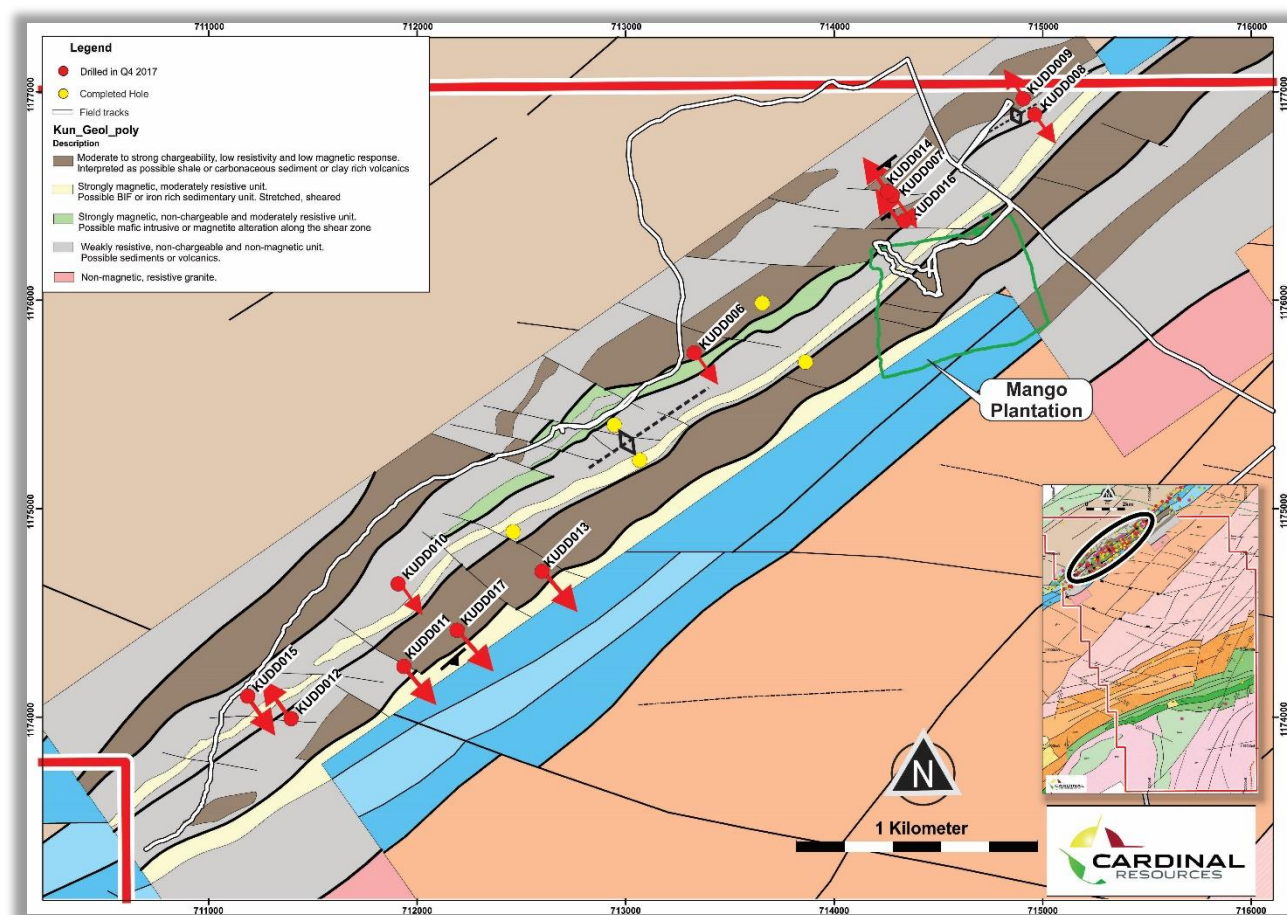 711000
712000
713000
714000
715000
716000
Legend
Drilled in Q4 2017
Completed Hole
Field tracks
Kun_Geol_poly
Description
Moderate to strong chargeability, low resistivity and low magnetic response.
Interpreted as possible shale or carbonaceous sediment or clay rich volcanics
Strongly magnetic, moderately resistive unit.
Possible BIF or iron rich sedimentary unit. Stretched, sheared
Strongly magnetic, non-chargeable and moderately resistive unit.
Possible mafic intrusive or magnetite alteration along the shear zone
Weakly resistive, non-chargeable and non-magnetic unit.
Possible sediments or volcanics.
Non-magnetic, resistive granite.
1177000
1177000
KUDD009
KUDD008
KUDD014
KUDD007
KUDD016
1176000
1176000
KUDD006
Mango
Plantation
1175000
1175000
KUDD010
KUDD013
KUDD017
KUDD011
KUDD015
KUDD012
1174000
1174000
N
1 Kilometer
CARDINAL
RESOURCES
711000
712000
713000
714000
715000
716000